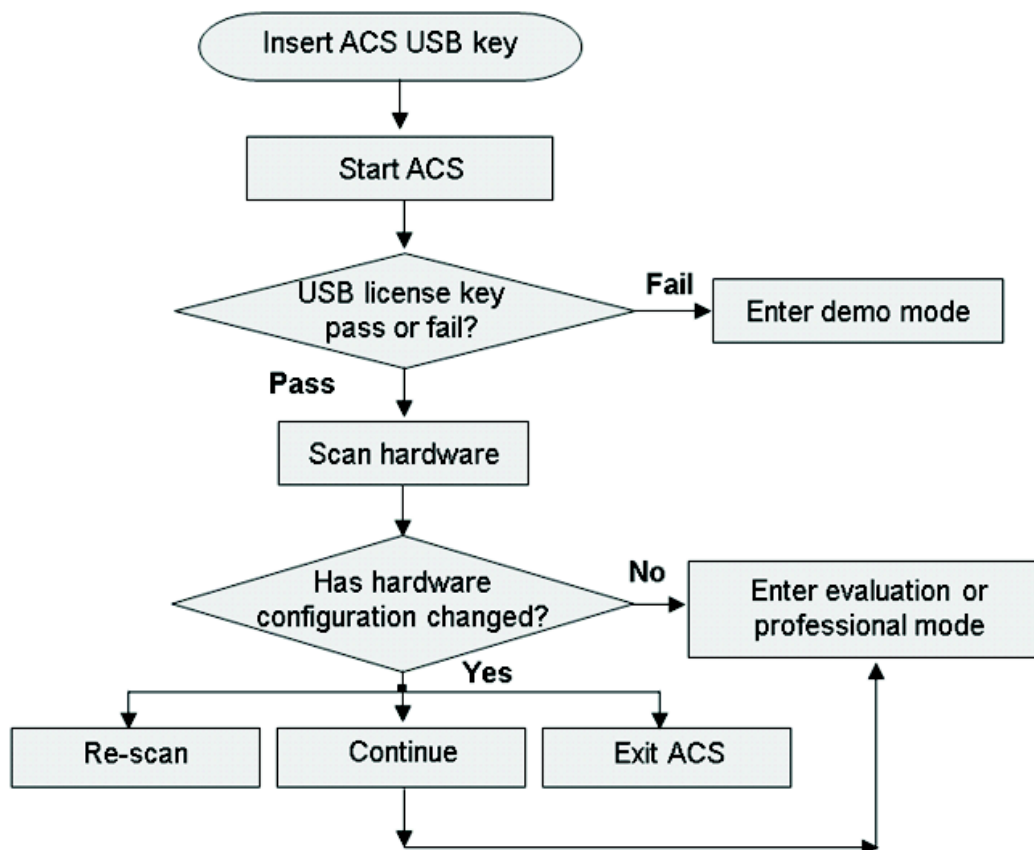 Insert ACS USB key
Start ACS
USB license key
pass or fail?
Fail
Enter demo mode
Pass
Scan hardware
Has hardware
configuration changed?
No
Enter evaluation or
professional mode
Yes
Re-scan
Continue
Exit ACS